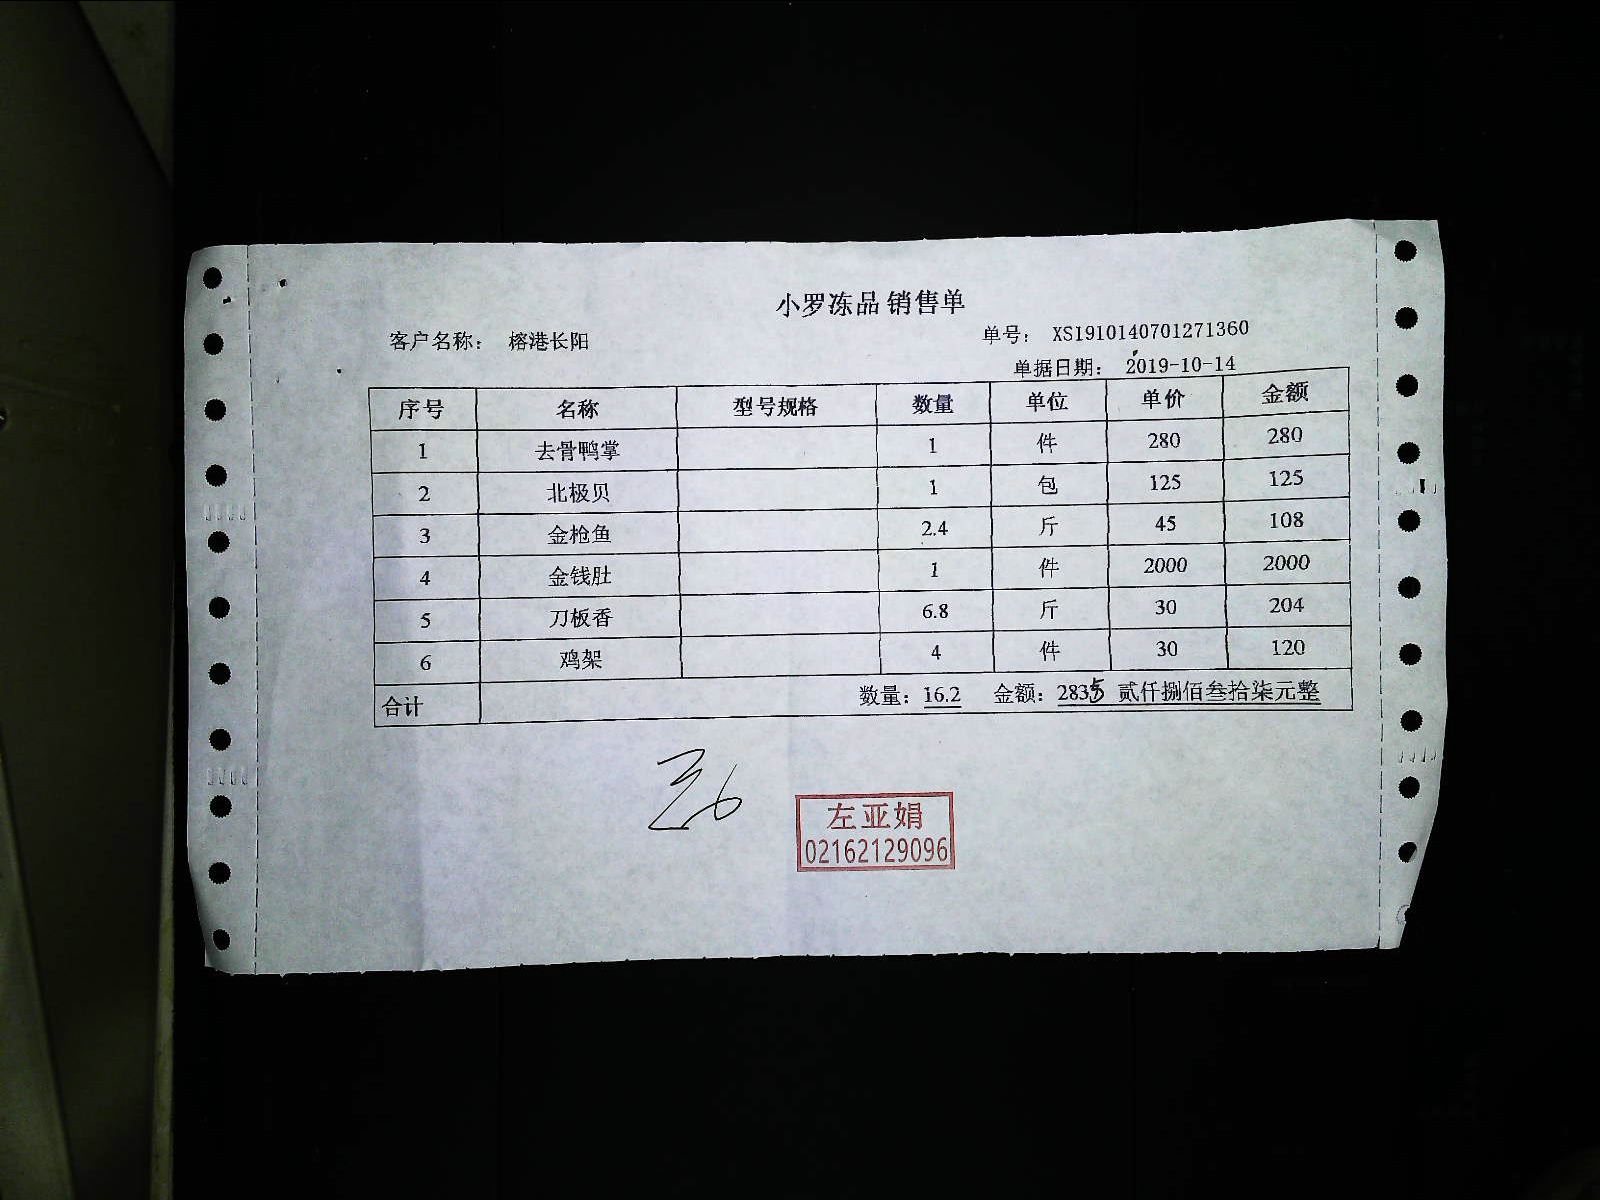 小罗冻品 销售单
客户名称： 榕港长阳 单号： XS1910140701271360
单据日期： 2019-10-14
序号 名称 型号规格 数量 单位 单价 金额
1 去骨鸭掌 1 件 280 280
2 北极贝 1 包 125 125
3 金枪鱼 2.4 斤 45 108
4 金钱肚 1 件 2000 2000
5 刀板香 6.8 斤 30 204
6 鸡架 4 件 30 120
合计 数量：16.2 金额：2835 贰仟捌佰叁拾柒元整
左亚娟
02162129096